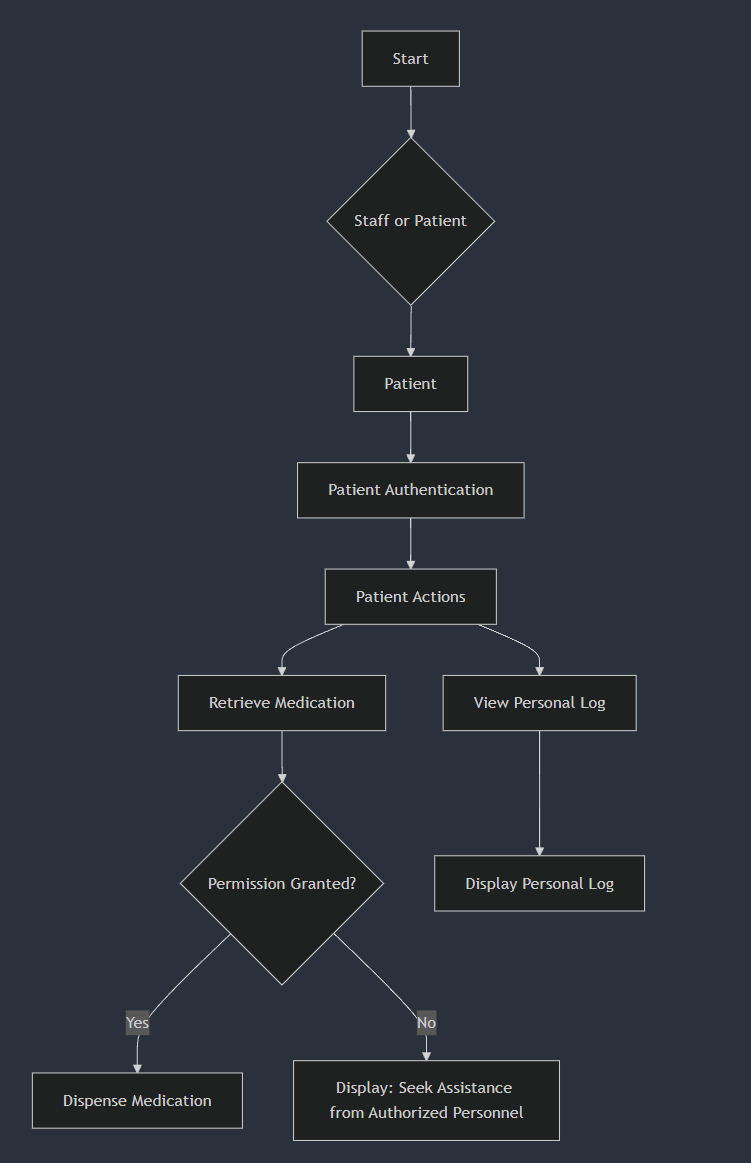 Start
Staff or Patient
Patient
Patient Authentication
Patient Actions
Retrieve Medication
View Personal Log
Permission Granted?
Display Personal Log
Yes
No
Dispense Medication
Display: Seek Assistance
from Authorized Personnel